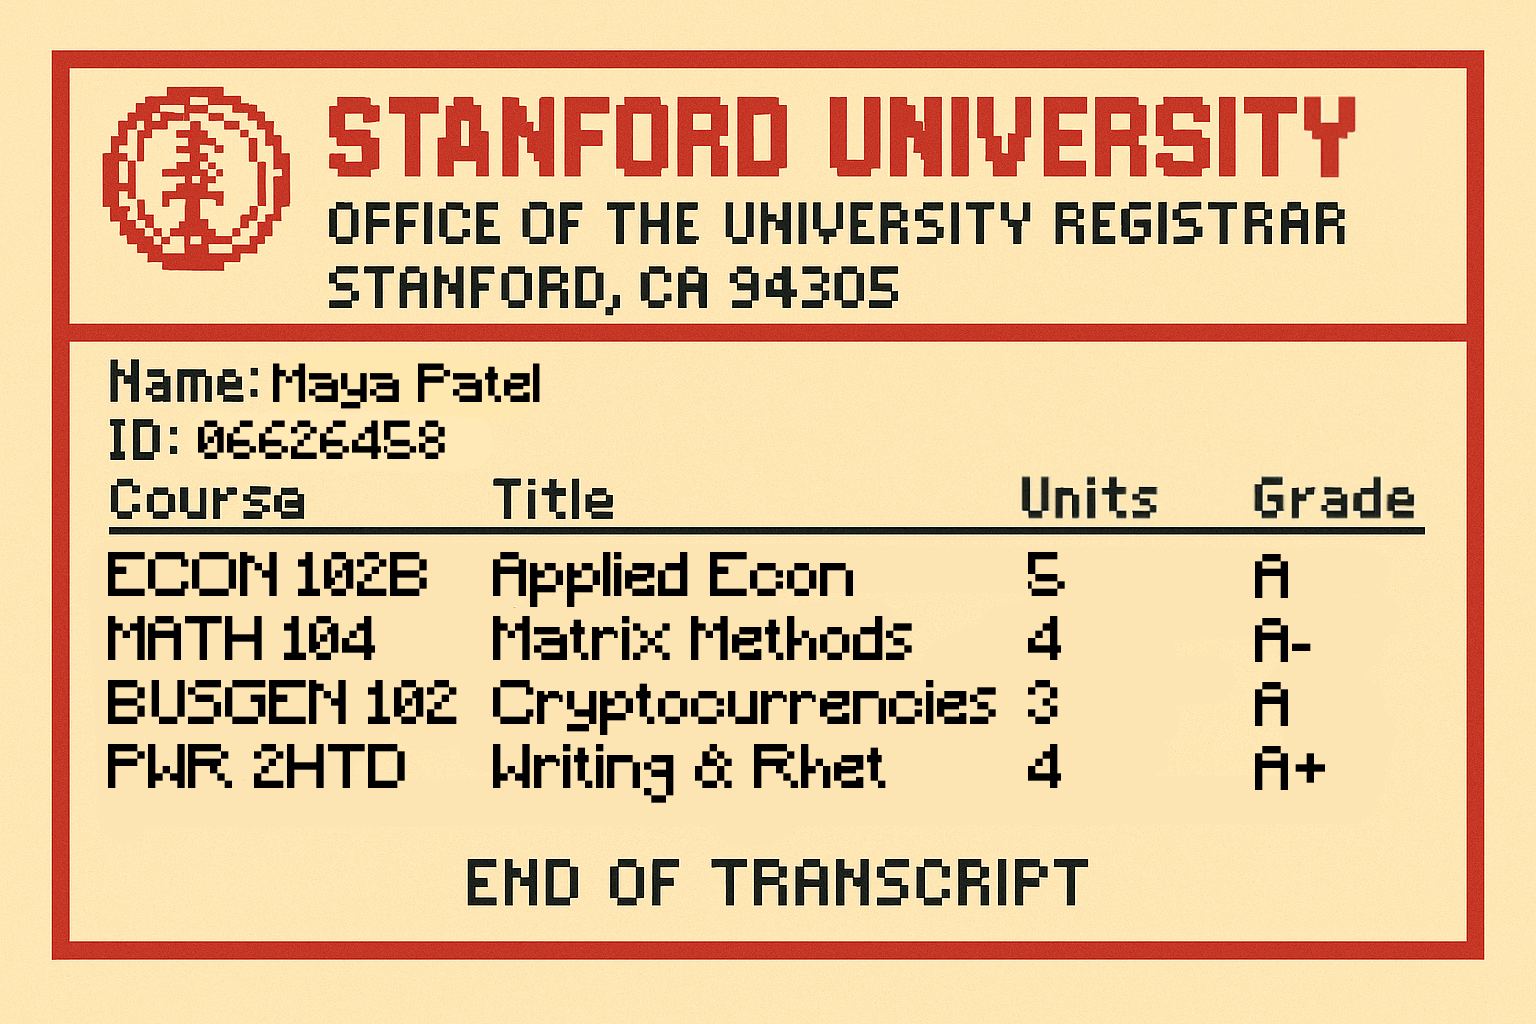 STANFORD UNIVERSITY
OFFICE OF THE UNIVERSITY REGISTRAR
STANFORD, CA 94305
Name: Maya Patel
ID: 06626458
Course Title Units Grade
ECON 102B Applied Econ 5 A
MATH 104 Matrix Methods 4 A-
BUSGEN 102 Cryptocurrencies 3 A
PWR 2HTD Writing & Rhet 4 A+
END OF TRANSCRIPT